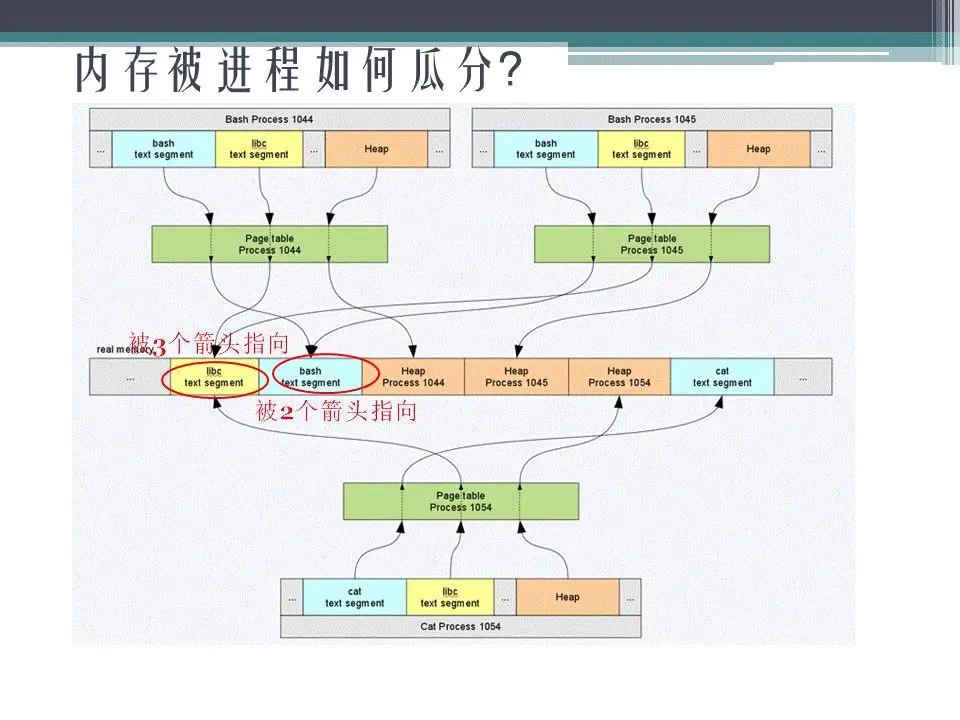 内存被进程如何瓜分?
Bash Process 1044
Bash Process 1045
... bash text segment libc text segment ... Heap ...
... bash text segment libc text segment ... Heap ...
Page table
Process 1044
Page table
Process 1045
被3个箭头指向
real memory
... libc text segment bash text segment Heap Process 1044 Heap Process 1045 Heap Process 1054 cat text segment ...
被2个箭头指向
Page table
Process 1054
... cat text segment libc text segment ... Heap ...
Cat Process 1054